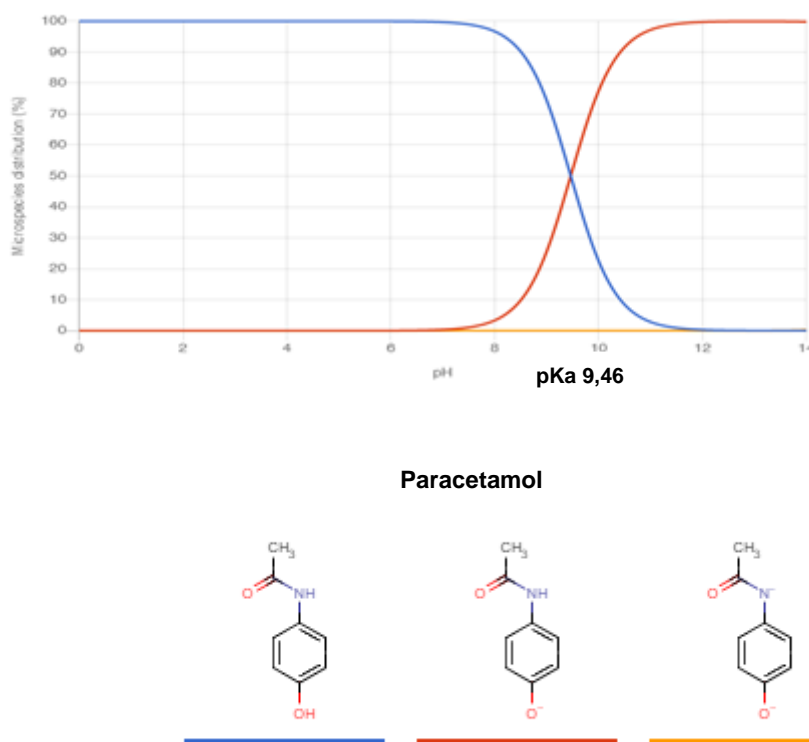 100
90
80
70
60
50
40
30
20
10
0
Microspecies distribution (%)
0 2 4 6 8 10 12 14
pH
pKa 9,46
Paracetamol
CH3 CH3 CH3
O NH O NH O N-
OH O- O-